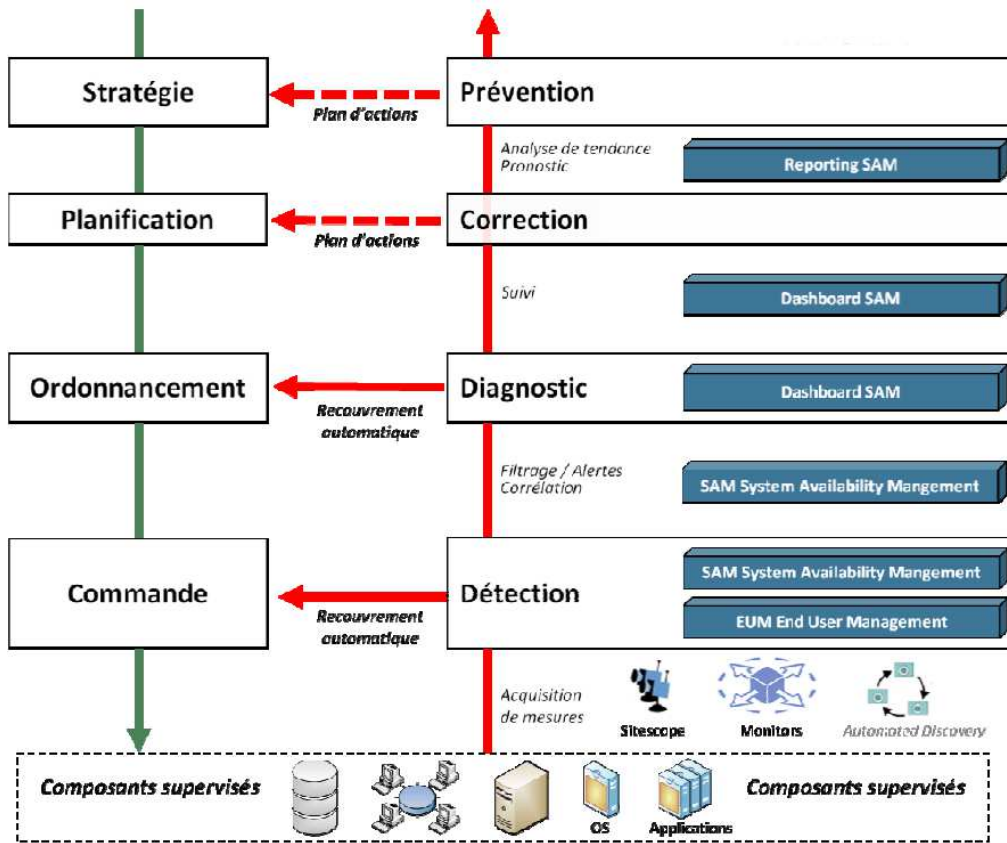 Stratégie
Plan d'actions
Prévention
Analyse de tendance
Pronostic
Reporting SAM
Planification
Plan d'actions
Correction
Suivi
Dashboard SAM
Ordonnancement
Recouvrement
automatique
Diagnostic
Dashboard SAM
Filtrage / Alertes
Corrélation
SAM System Availability Mangement
Commande
Recouvrement
automatique
Détection
SAM System Availability Mangement
EUM End User Management
Acquisition
de mesures
Sitescope
Monitors
Automated Discovery
Composants supervisés
OS
Applications
Composants supervisés